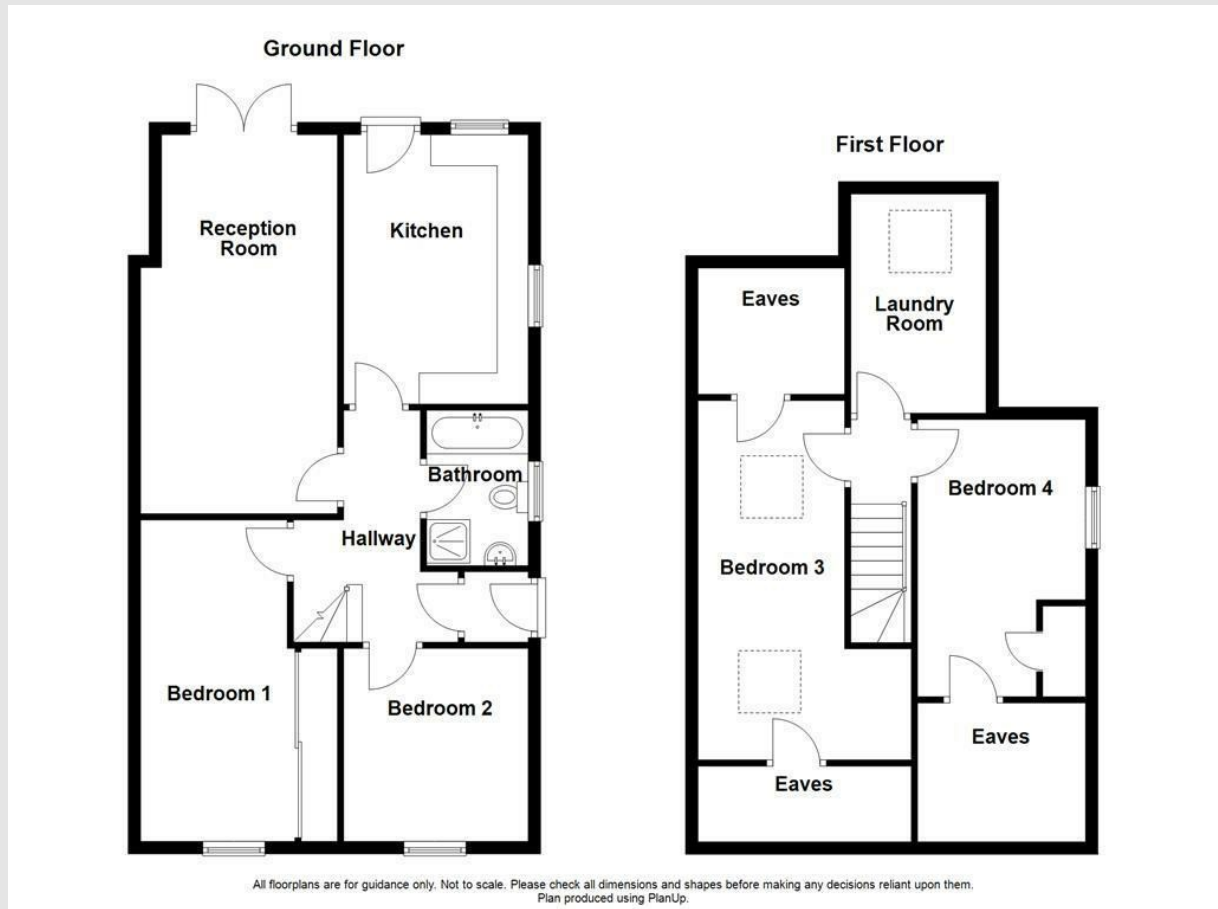 Ground Floor
Reception
Room
Kitchen
Bathroom
Hallway
Bedroom 1
Bedroom 2
First Floor
Eaves
Laundry
Room
Bedroom 4
Bedroom 3
Eaves
Eaves
All floorplans are for guidance only. Not to scale. Please check all dimensions and shapes before making any decisions reliant upon them.
Plan produced using PlanUp.